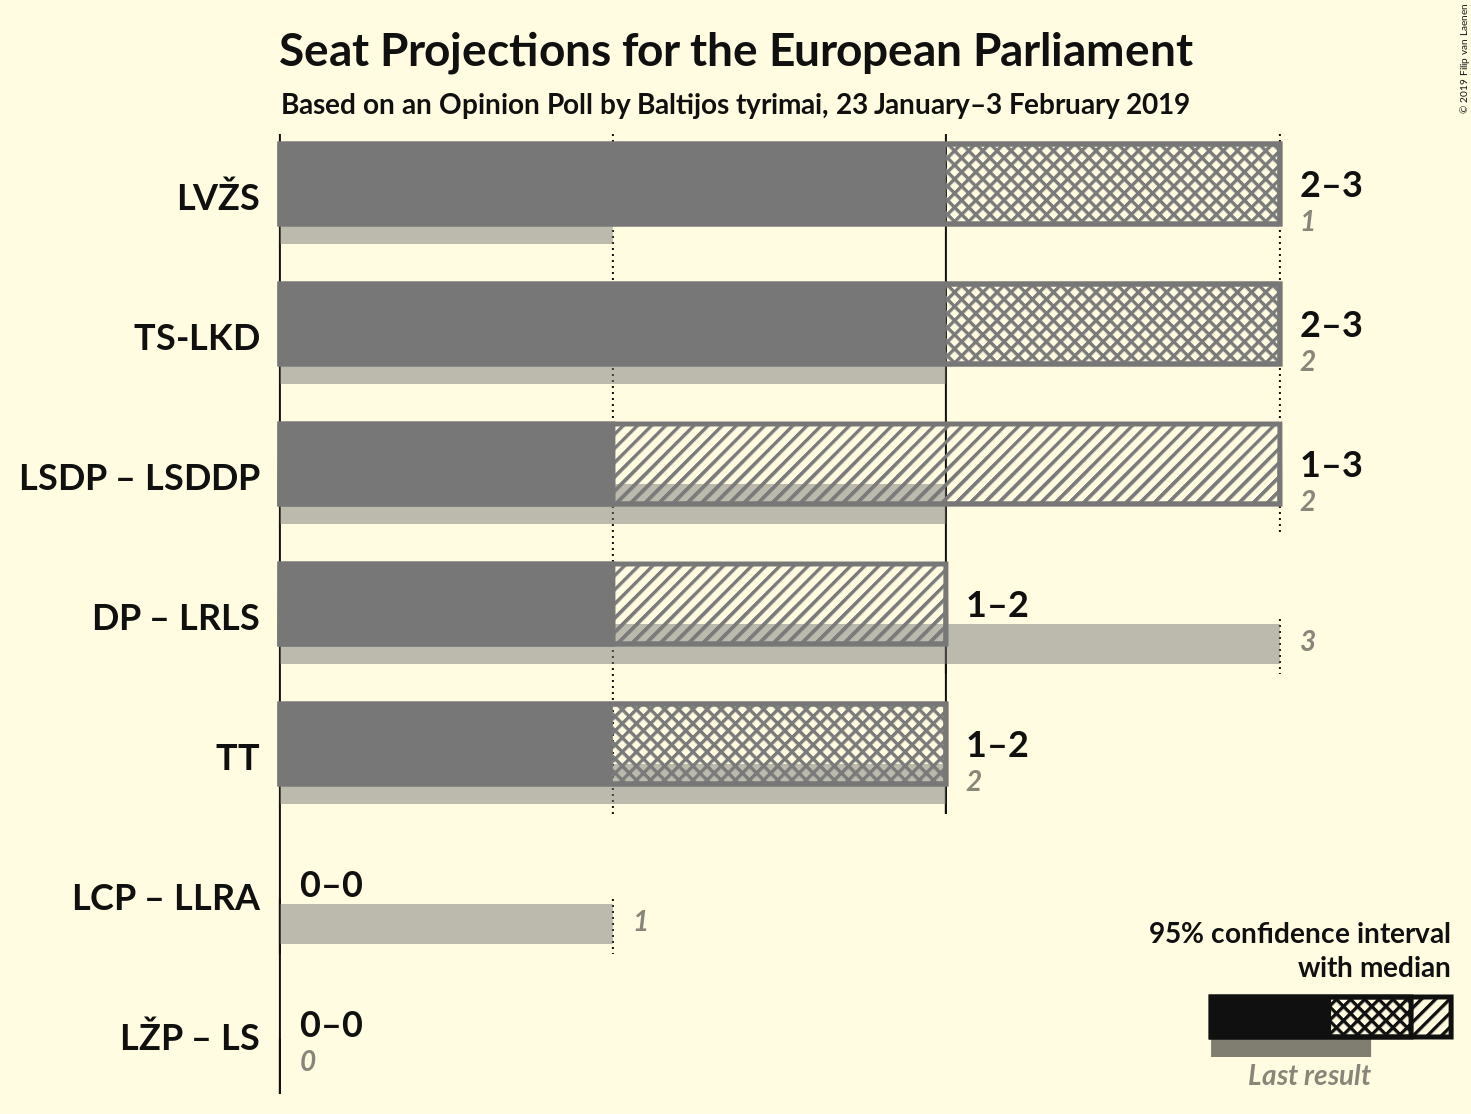 Seat Projections for the European Parliament
Based on an Opinion Poll by Baltijos tyrimai, 23 January–3 February 2019
© 2019 Filip van Laenen
LVŽS
2–3
1
TS-LKD
2–3
2
LSDP – LSDDP
1–3
2
DP – LRLS
1–2
3
TT
1–2
2
LCP – LLRA
0–0
1
LŽP – LS
0–0
0
95% confidence interval
with median
Last result